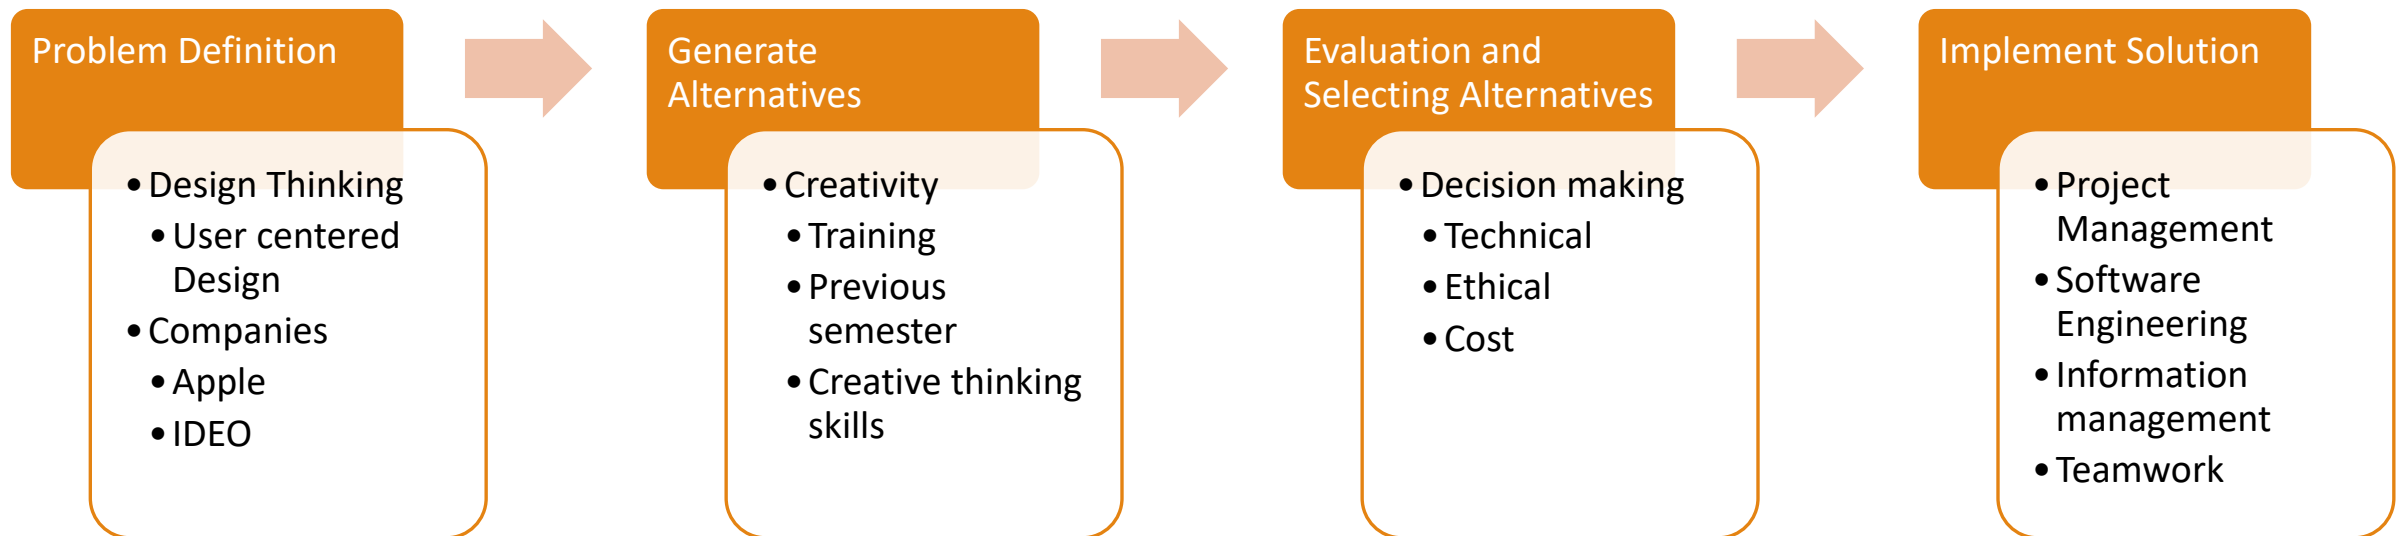 Problem Definition
• Design Thinking
• User centered
Design
• Companies
• Apple
• IDEO
Generate
Alternatives
• Creativity
• Training
• Previous
semester
• Creative thinking
skills
Evaluation and
Selecting Alternatives
• Decision making
• Technical
• Ethical
• Cost
Implement Solution
• Project
Management
• Software
Engineering
• Information
management
• Teamwork